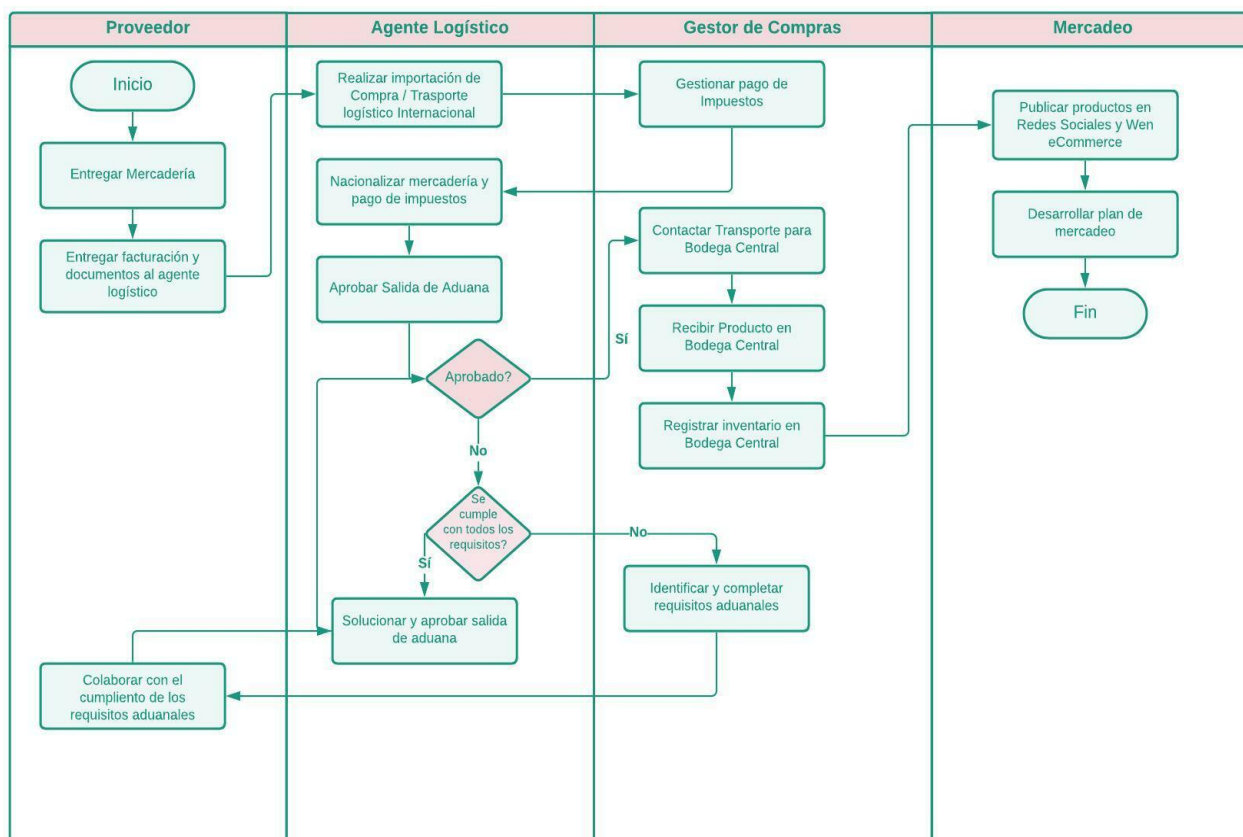 Proveedor
Agente Logístico
Gestor de Compras
Mercadeo
Inicio
Entregar Mercadería
Entregar facturación y
documentos al agente
logístico
Colaborar con el
cumpliento de los
requisitos aduanales
Realizar importación de
Compra / Trasporte
logístico Internacional
Nacionalizar mercadería y
pago de impuestos
Aprobar Salida de Aduana
Aprobado?
No
Se
cumple
con todos los
requisitos?
Sí
Solucionar y aprobar salida
de aduana
Gestionar pago de
Impuestos
Contactar Transporte para
Bodega Central
Sí
Recibir Producto en
Bodega Central
Registrar inventario en
Bodega Central
No
Identificar y completar
requisitos aduanales
Publicar productos en
Redes Sociales y Wen
eCommerce
Desarrollar plan de
mercadeo
Fin